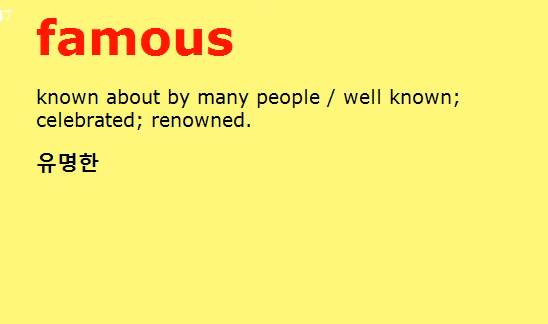 famous
known about by many people / well known;
celebrated; renowned.
유명한